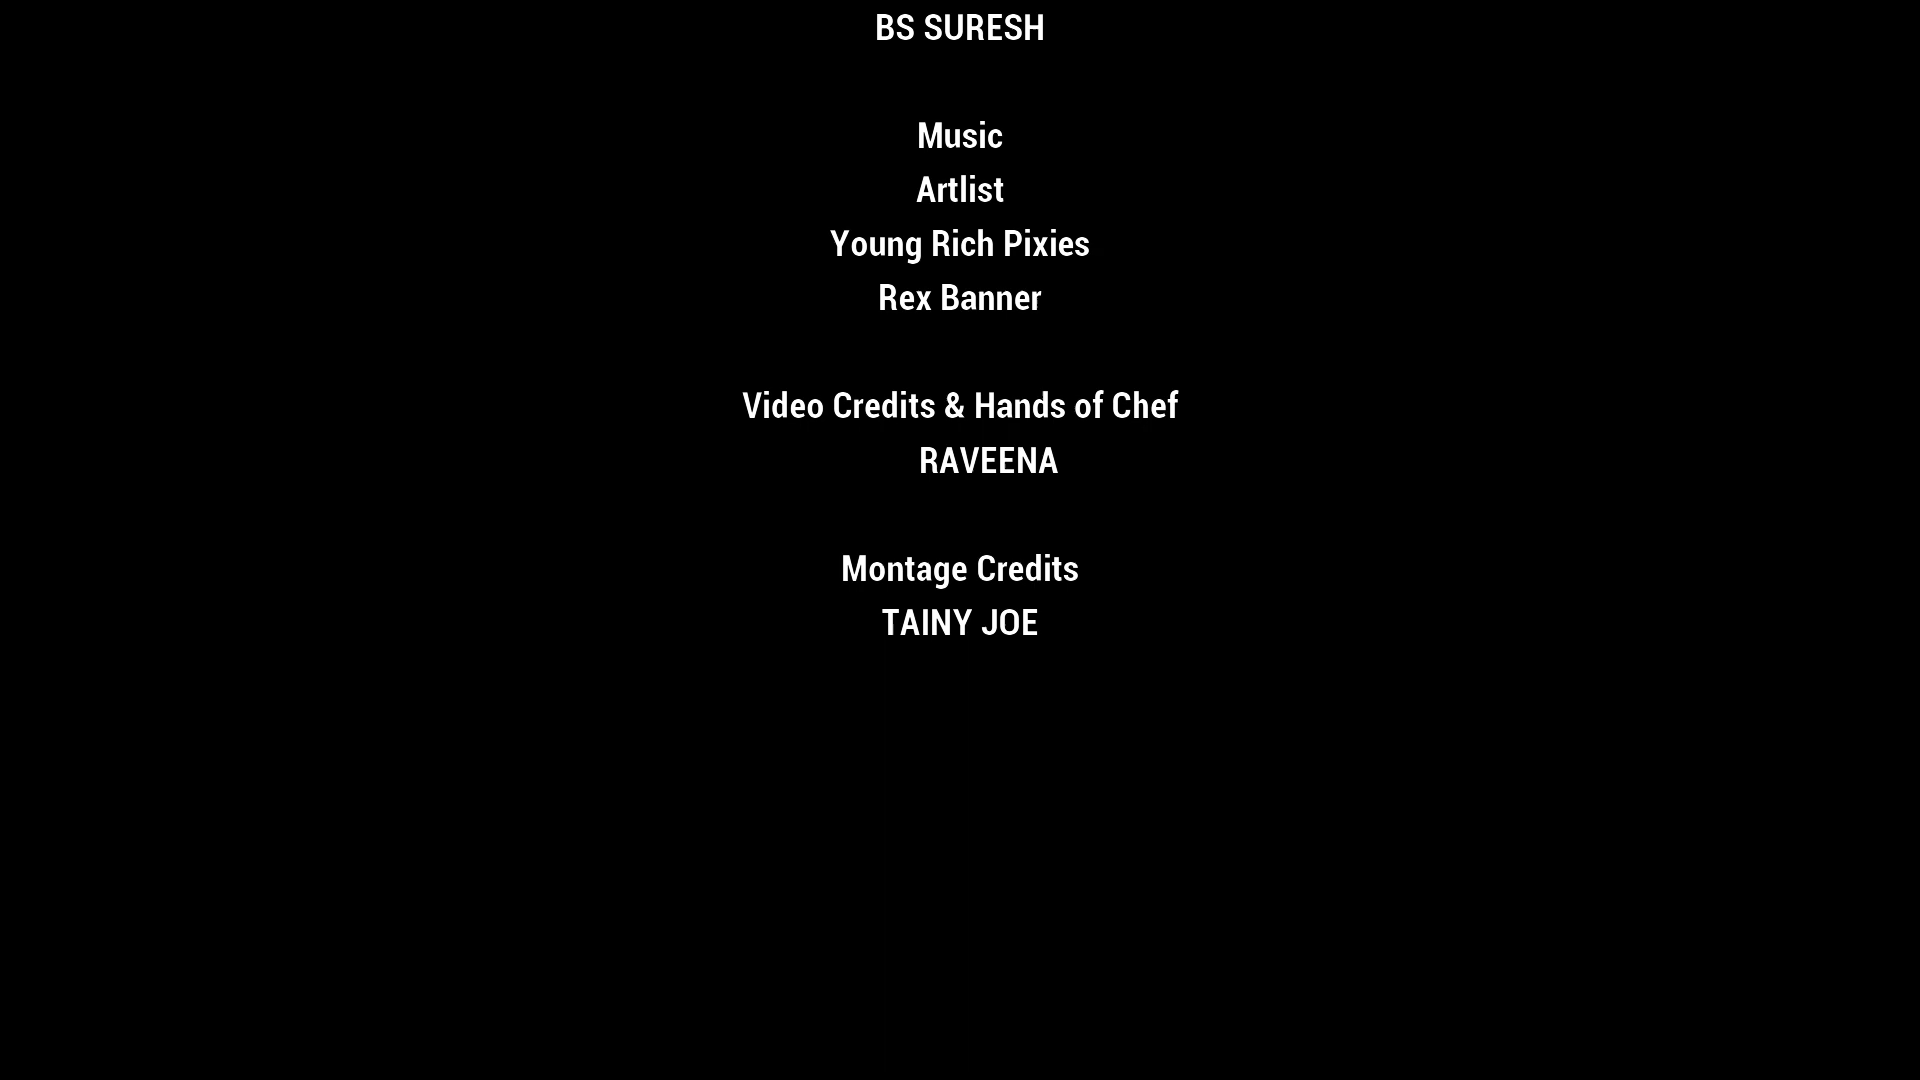 BS SURESH
Music
Artlist
Young Rich Pixies
Rex Banner
Video Credits & Hands of Chef
RAVEENA
Montage Credits
TAINY JOE